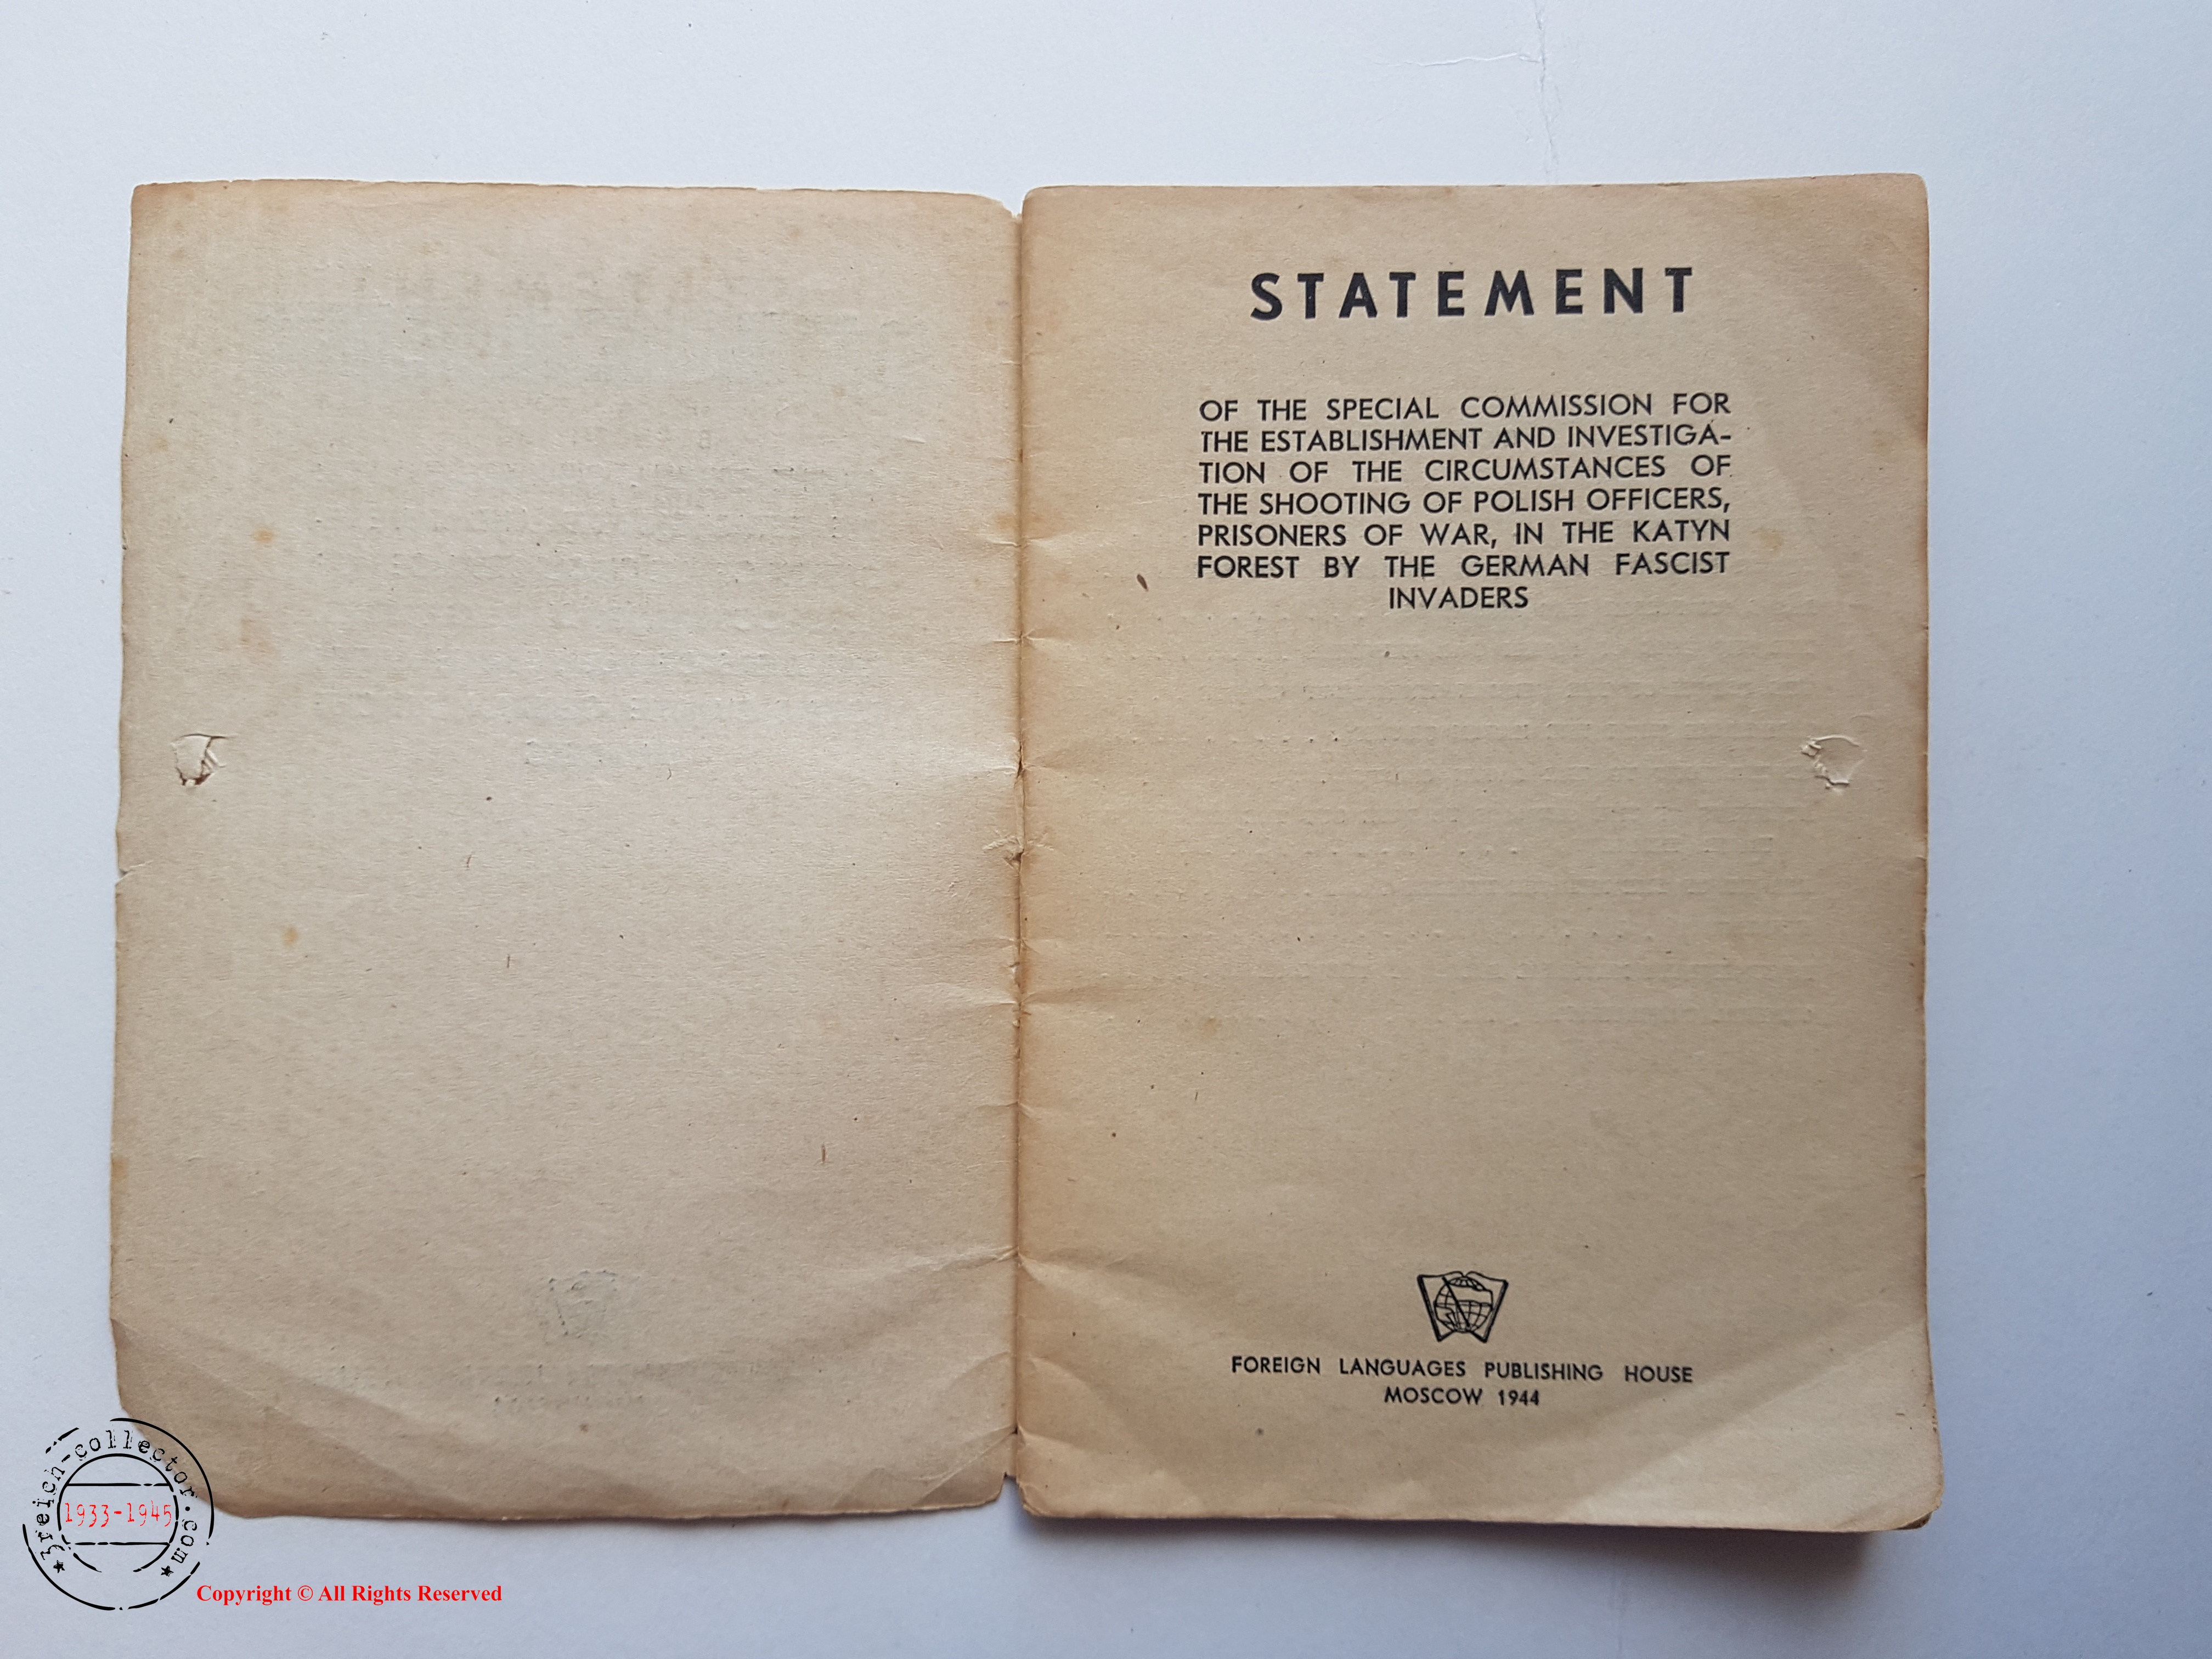 STATEMENT
OF THE SPECIAL COMMISSION FOR
THE ESTABLISHMENT AND INVESTIGA-
TION OF THE CIRCUMSTANCES OF
THE SHOOTING OF POLISH OFFICERS,
PRISONERS OF WAR, IN THE KATYN
FOREST BY THE GERMAN FASCIST
INVADERS
FOREIGN LANGUAGES PUBLISHING HOUSE
MOSCOW 1944
3reich-collector.com
1933-1945
Copyright © All Rights Reserved